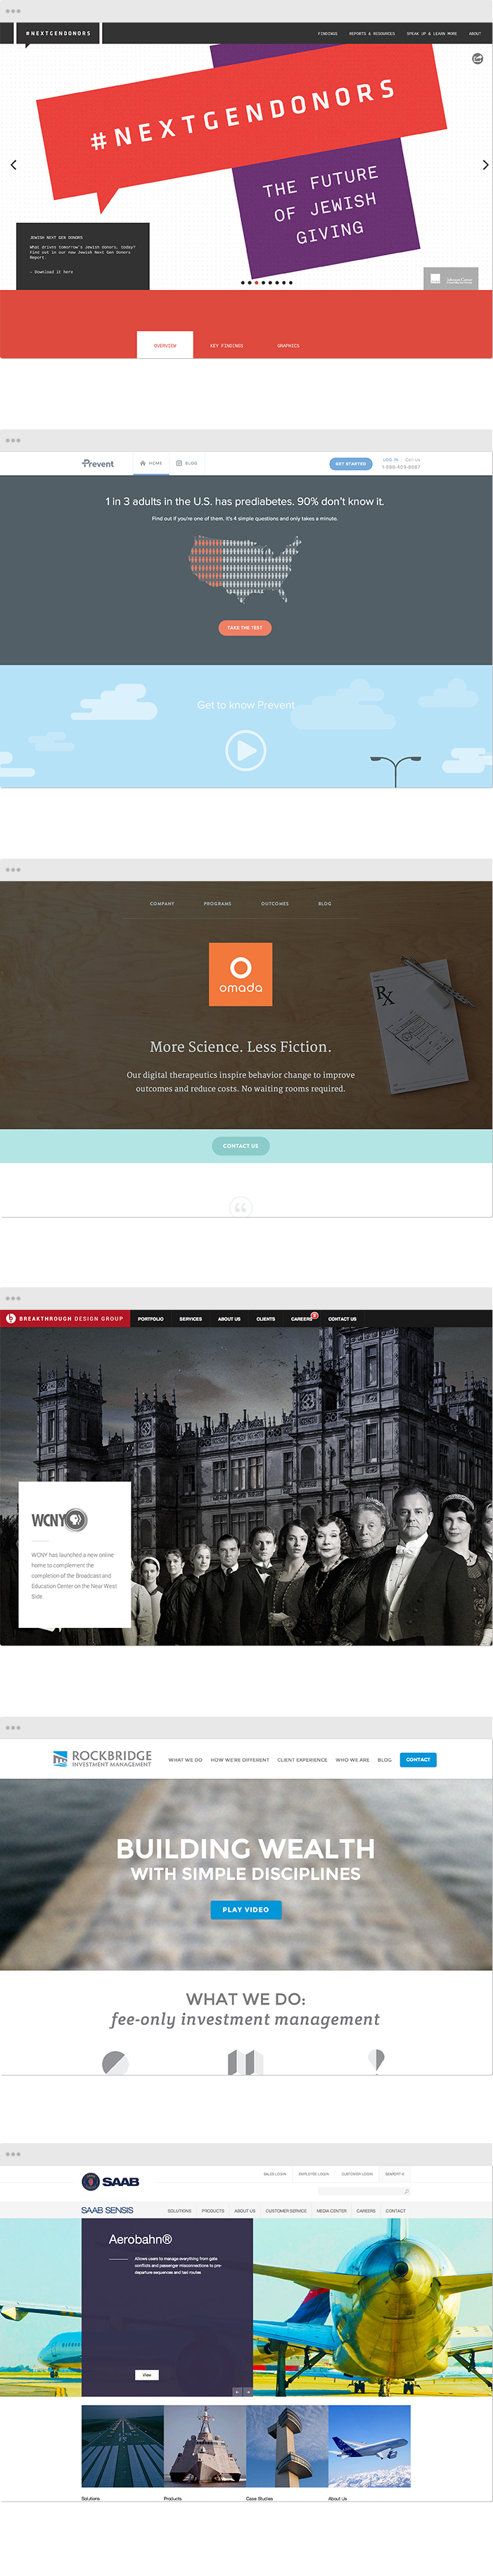 #NEXTGENDONORS
FINDINGS
REPORTS & RESOURCES
SPEAK UP & LEARN MORE
ABOUT
#NEXTGENDONORS
THE FUTURE
OF JEWISH
GIVING
JEWISH NEXT GEN DONORS
What drives tomorrow's Jewish donors, today?
Find out in our new Jewish Next Gen Donors
Report.
→ Download it here
OVERVIEW
KEY FINDINGS
GRAPHICS
Prevent
HOME
BLOG
GET STARTED
LOG IN
Call Us
1 in 3 adults in the U.S. has prediabetes. 90% don't know it.
Find out if you're one of them. It's 4 simple questions and only takes a minute.
TAKE THE TEST
Get to know Prevent
COMPANY
PROGRAMS
OUTCOMES
BLOG
omada
Rx
More Science. Less Fiction.
Our digital therapeutics inspire behavior change to improve
outcomes and reduce costs. No waiting rooms required.
CONTACT US
BREAKTHROUGH DESIGN GROUP
PORTFOLIO
SERVICES
ABOUT US
CLIENTS
CAREERS
CONTACT US
WCNY
WCNY has launched a new online
home to complement the
completion of the Broadcast and
Education Center on the Near West
Side.
ROCKBRIDGE
INVESTMENT MANAGEMENT
WHAT WE DO
HOW WE'RE DIFFERENT
CLIENT EXPERIENCE
WHO WE ARE
BLOG
CONTACT
BUILDING WEALTH
WITH SIMPLE DISCIPLINES
PLAY VIDEO
WHAT WE DO:
fee-only investment management
SAAB
SALES LOGIN
EMPLOYEE LOGIN
CUSTOMER LOGIN
SAAB SENSIS
SOLUTIONS
PRODUCTS
ABOUT US
CUSTOMER SERVICE
MEDIA CENTER
CAREERS
CONTACT
Aerobahn®
Allows users to manage everything from gate
conflicts and passenger misconnections to pre-
departure sequences and taxi routes
View
Solutions
Products
Case Studies
About Us